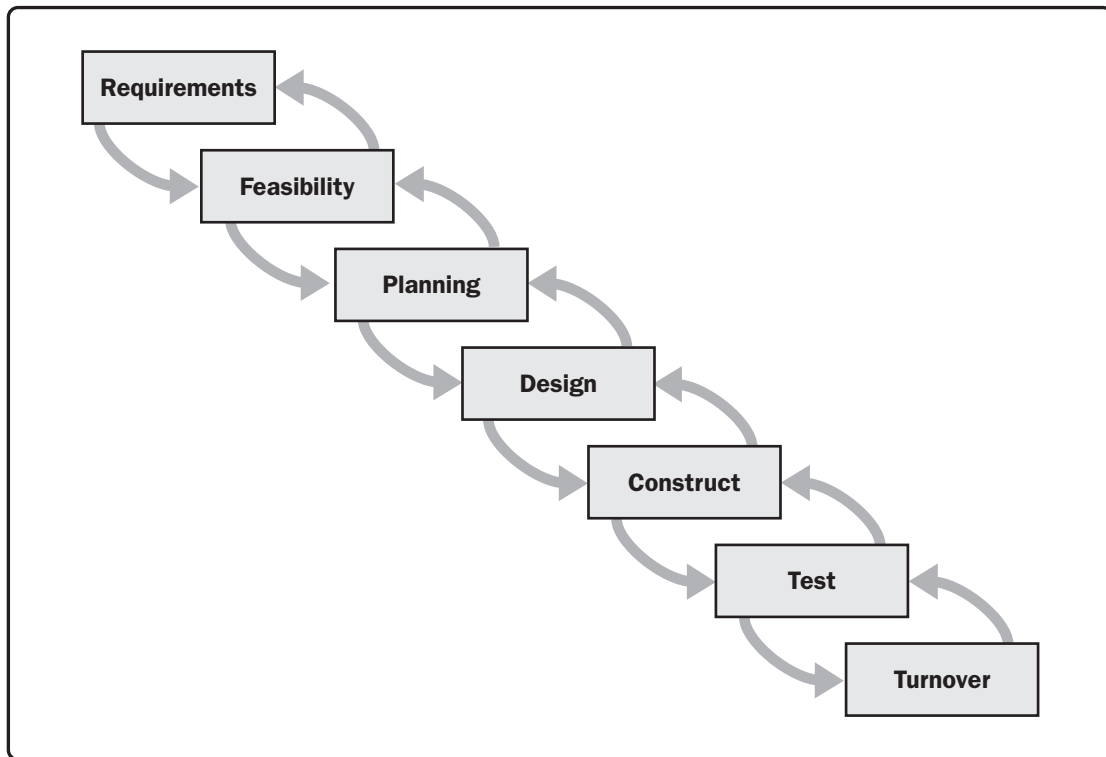 Requirements
Feasibility
Planning
Design
Construct
Test
Turnover